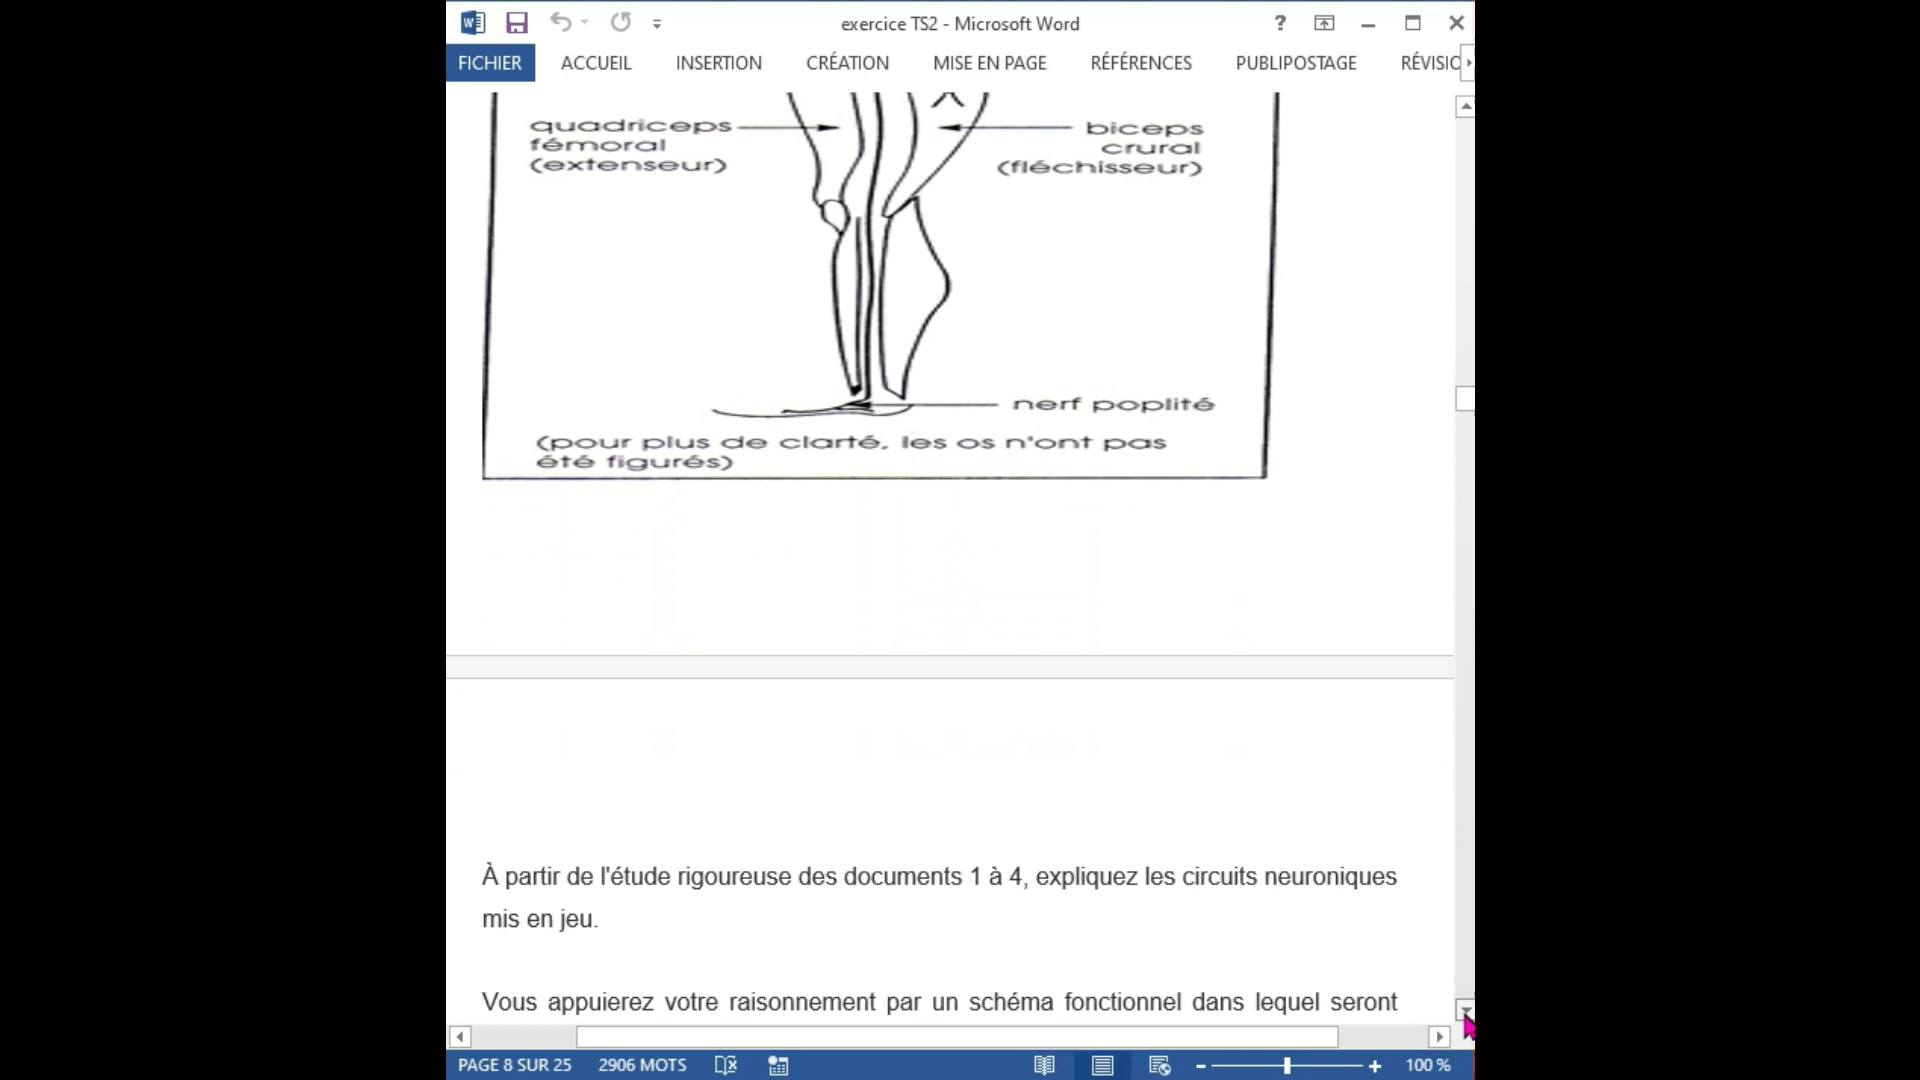 exercice TS2 - Microsoft Word
?
FICHIER ACCUEIL INSERTION CRÉATION MISE EN PAGE RÉFÉRENCES PUBLIPOSTAGE RÉVISIO
quadriceps
fémoral
(extenseur)
biceps
crural
(fléchisseur)
nerf poplité
(pour plus de clarté, les os n'ont pas
été figurés)
À partir de l'étude rigoureuse des documents 1 à 4, expliquez les circuits neuroniques
mis en jeu.
Vous appuierez votre raisonnement par un schéma fonctionnel dans lequel seront
PAGE 8 SUR 25 2906 MOTS 100 %